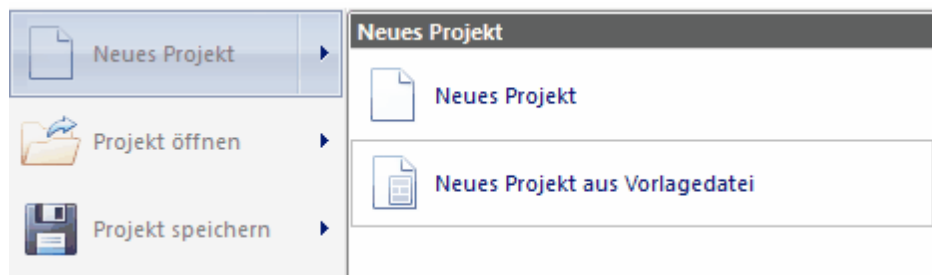 Neues Projekt
Projekt öffnen
Projekt speichern
Neues Projekt
Neues Projekt
Neues Projekt aus Vorlagedatei